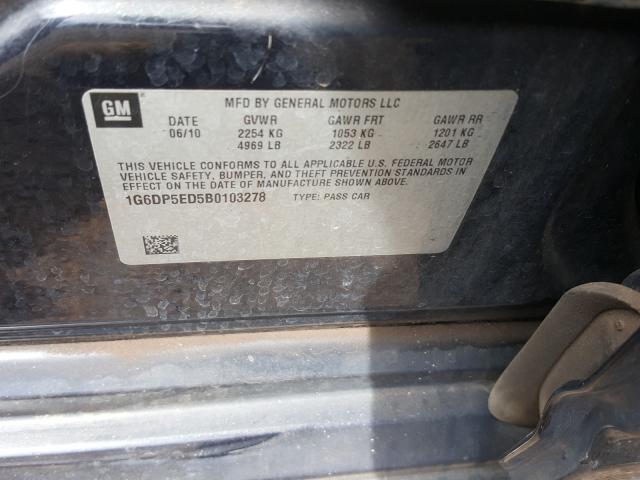 GM
MFD BY GENERAL MOTORS LLC
DATE GVWR GAWR FRT GAWR RR
06/10 2254 KG 1053 KG 1201 KG
4969 LB 2322 LB 2647 LB
THIS VEHICLE CONFORMS TO ALL APPLICABLE U.S. FEDERAL MOTOR
VEHICLE SAFETY, BUMPER, AND THEFT PREVENTION STANDARDS IN
EFFECT ON THE DATE OF MANUFACTURE SHOWN ABOVE.
1G6DP5ED5B0103278 TYPE: PASS CAR